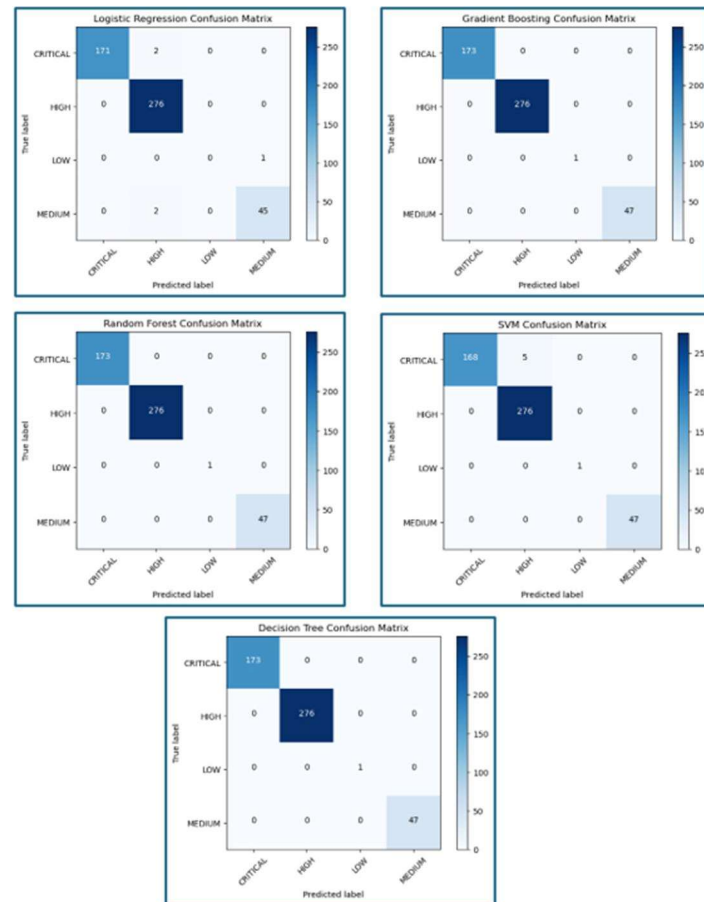 Logistic Regression Confusion Matrix
CRITICAL 171 2 0 0
HIGH 0 276 0 0
LOW 0 0 0 1
MEDIUM 0 2 0 45
True label
CRITICAL HIGH LOW MEDIUM
Predicted label
250
200
150
100
50
0
Gradient Boosting Confusion Matrix
CRITICAL 173 0 0 0
HIGH 0 276 0 0
LOW 0 0 1 0
MEDIUM 0 0 0 47
True label
CRITICAL HIGH LOW MEDIUM
Predicted label
250
200
150
100
50
0
Random Forest Confusion Matrix
CRITICAL 173 0 0 0
HIGH 0 276 0 0
LOW 0 0 1 0
MEDIUM 0 0 0 47
True label
CRITICAL HIGH LOW MEDIUM
Predicted label
250
200
150
100
50
0
SVM Confusion Matrix
CRITICAL 168 5 0 0
HIGH 0 276 0 0
LOW 0 0 1 0
MEDIUM 0 0 0 47
True label
CRITICAL HIGH LOW MEDIUM
Predicted label
250
200
150
100
50
0
Decision Tree Confusion Matrix
CRITICAL 173 0 0 0
HIGH 0 276 0 0
LOW 0 0 1 0
MEDIUM 0 0 0 47
True label
CRITICAL HIGH LOW MEDIUM
Predicted label
250
200
150
100
50
0